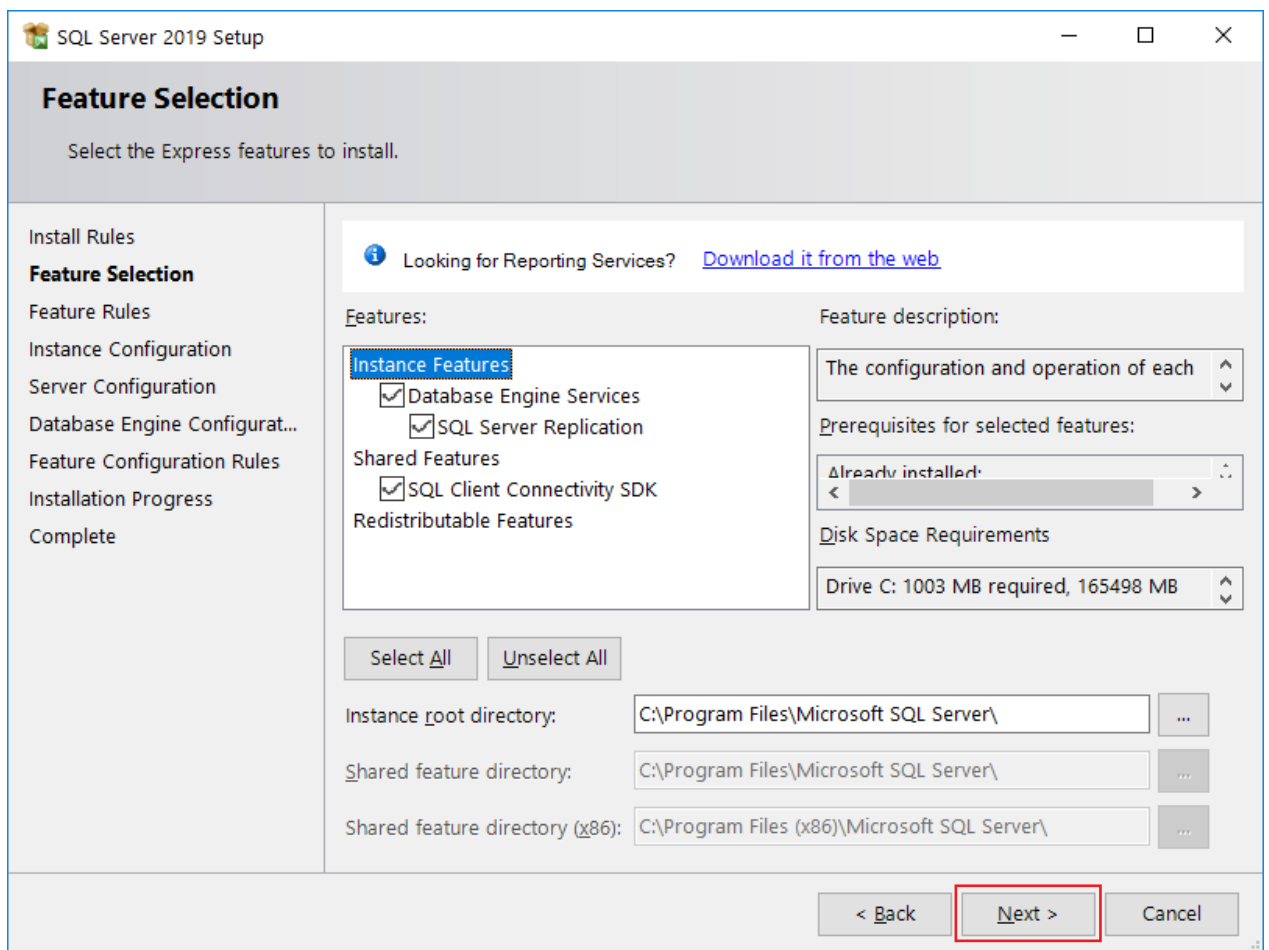 SQL Server 2019 Setup
Feature Selection
Select the Express features to install.
Install Rules
Feature Selection
Feature Rules
Instance Configuration
Server Configuration
Database Engine Configurat...
Feature Configuration Rules
Installation Progress
Complete
Looking for Reporting Services? Download it from the web
Features:
Instance Features
Database Engine Services
SQL Server Replication
Shared Features
SQL Client Connectivity SDK
Redistributable Features
Feature description:
The configuration and operation of each
Prerequisites for selected features:
Already installed:
Disk Space Requirements
Drive C: 1003 MB required, 165498 MB
Select All
Unselect All
Instance root directory: C:\Program Files\Microsoft SQL Server\ ...
Shared feature directory: C:\Program Files\Microsoft SQL Server\ ...
Shared feature directory (x86): C:\Program Files (x86)\Microsoft SQL Server\ ...
< Back
Next >
Cancel